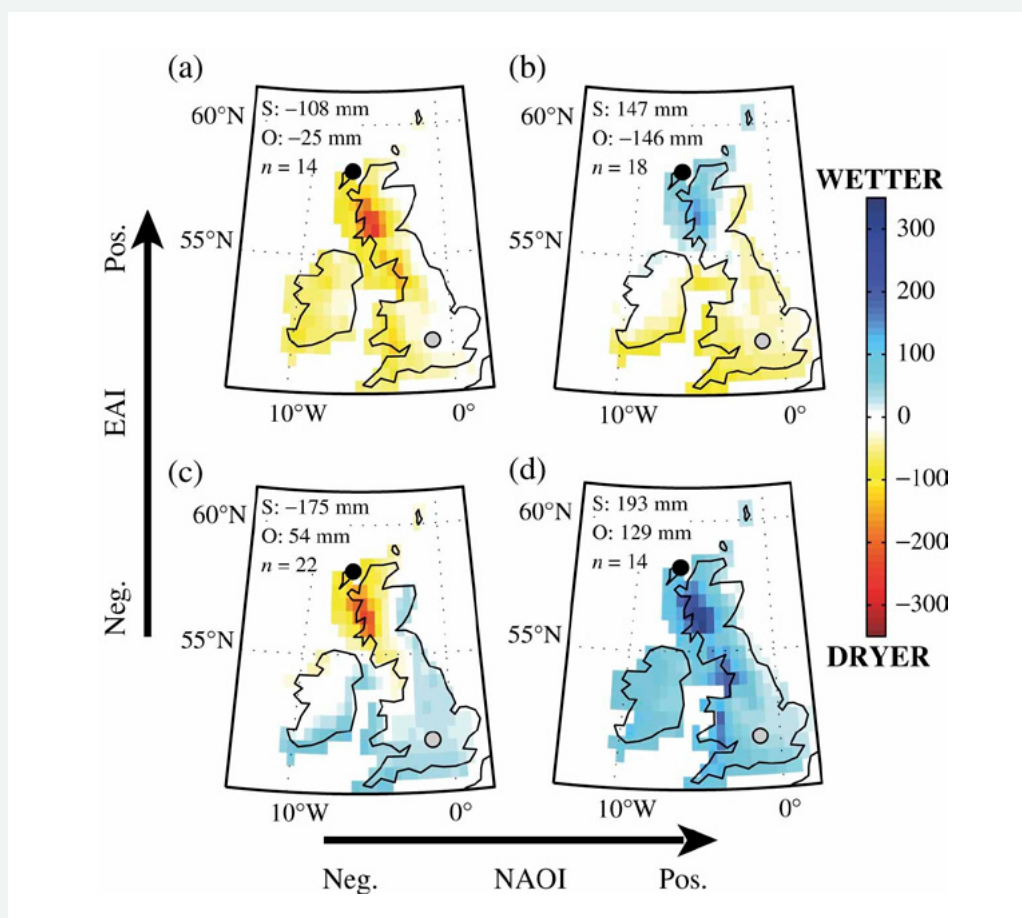 (a)
60°N
S: −108 mm
O: −25 mm
n = 14
55°N
10°W
0°
(b)
60°N
S: 147 mm
O: −146 mm
n = 18
55°N
10°W
0°
WETTER
300
200
100
0
−100
−200
−300
DRYER
Pos.
EAI
Neg.
(c)
60°N
S: −175 mm
O: 54 mm
n = 22
55°N
10°W
0°
(d)
60°N
S: 193 mm
O: 129 mm
n = 14
55°N
10°W
0°
Neg. NAOI Pos.